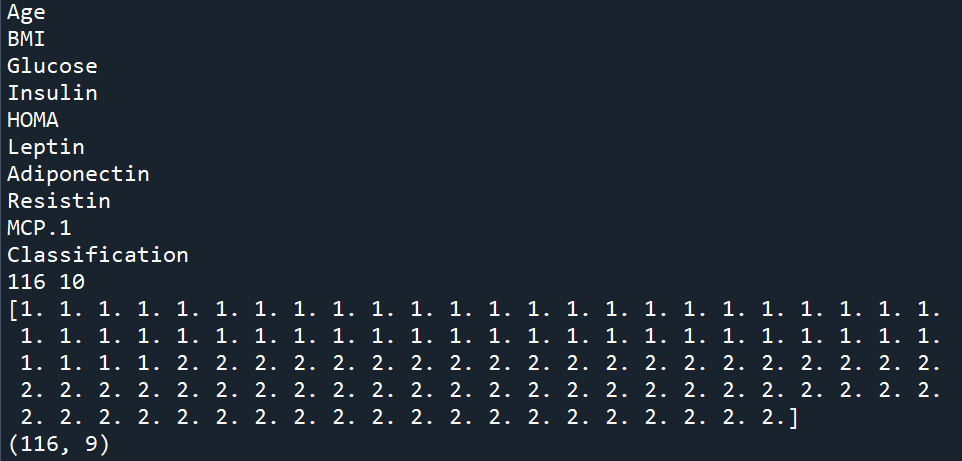 Age
BMI
Glucose
Insulin
HOMA
Leptin
Adiponectin
Resistin
MCP.1
Classification
116 10
[1. 1. 1. 1. 1. 1. 1. 1. 1. 1. 1. 1. 1. 1. 1. 1. 1. 1. 1. 1. 1. 1. 1. 1.
1. 1. 1. 1. 1. 1. 1. 1. 1. 1. 1. 1. 1. 1. 1. 1. 1. 1. 1. 1. 1. 1. 1. 1.
1. 1. 1. 1. 2. 2. 2. 2. 2. 2. 2. 2. 2. 2. 2. 2. 2. 2. 2. 2. 2. 2. 2. 2.
2. 2. 2. 2. 2. 2. 2. 2. 2. 2. 2. 2. 2. 2. 2. 2. 2. 2. 2. 2. 2. 2. 2. 2.
2. 2. 2. 2. 2. 2. 2. 2. 2. 2. 2. 2. 2. 2. 2. 2. 2. 2. 2. 2.]
(116, 9)